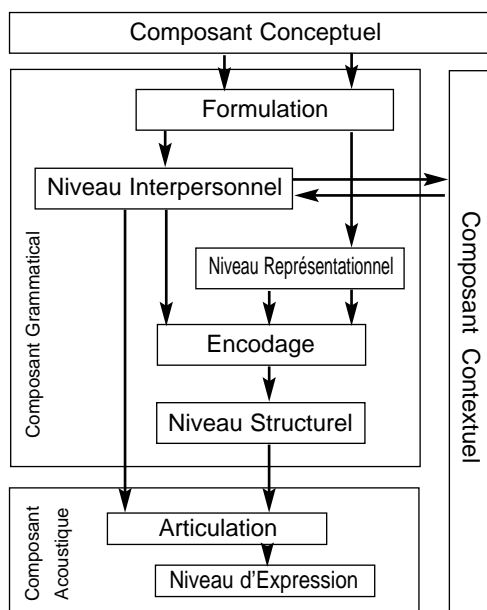 Composant Conceptuel
Formulation
Niveau Interpersonnel
Niveau Représentationnel
Encodage
Niveau Structurel
Composant Grammatical
Composant Contextuel
Articulation
Niveau d’Expression
Composant
Acoustique